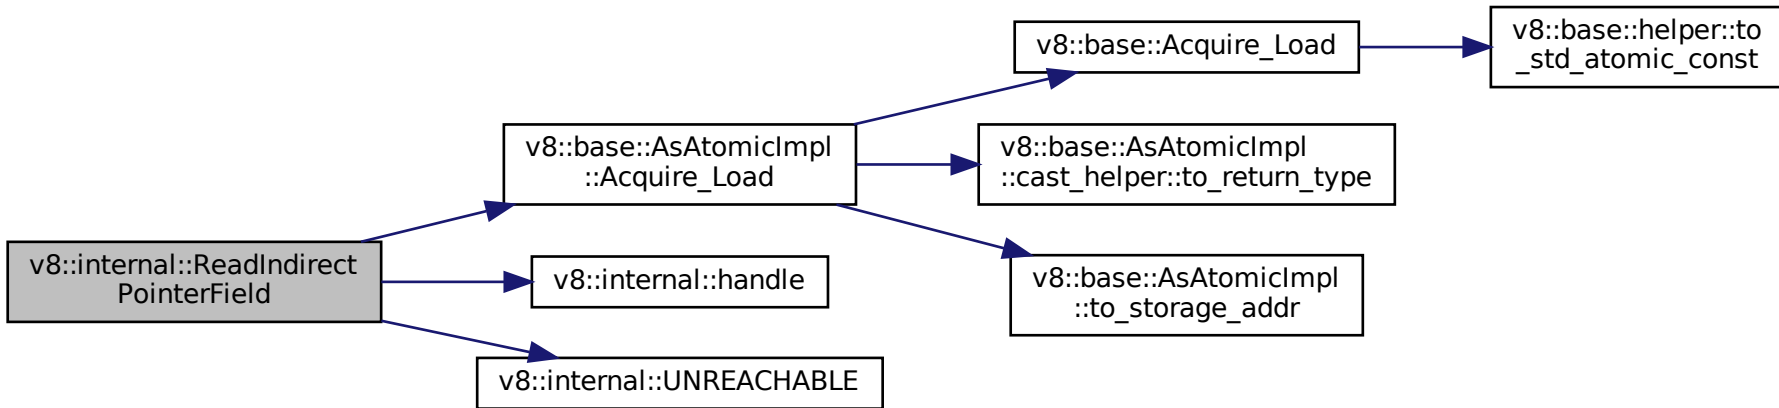 v8::internal::ReadIndirect
PointerField
v8::base::AsAtomicImpl
::Acquire_Load
v8::internal::handle
v8::internal::UNREACHABLE
v8::base::Acquire_Load
v8::base::AsAtomicImpl
::cast_helper::to_return_type
v8::base::AsAtomicImpl
::to_storage_addr
v8::base::helper::to
_std_atomic_const